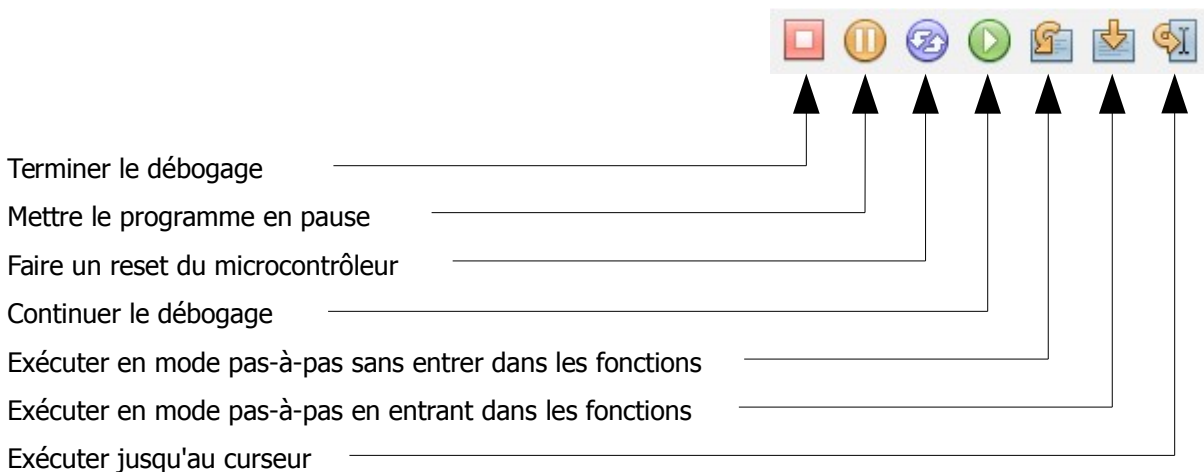 Terminer le débogage
Mettre le programme en pause
Faire un reset du microcontrôleur
Continuer le débogage
Exécuter en mode pas-à-pas sans entrer dans les fonctions
Exécuter en mode pas-à-pas en entrant dans les fonctions
Exécuter jusqu'au curseur